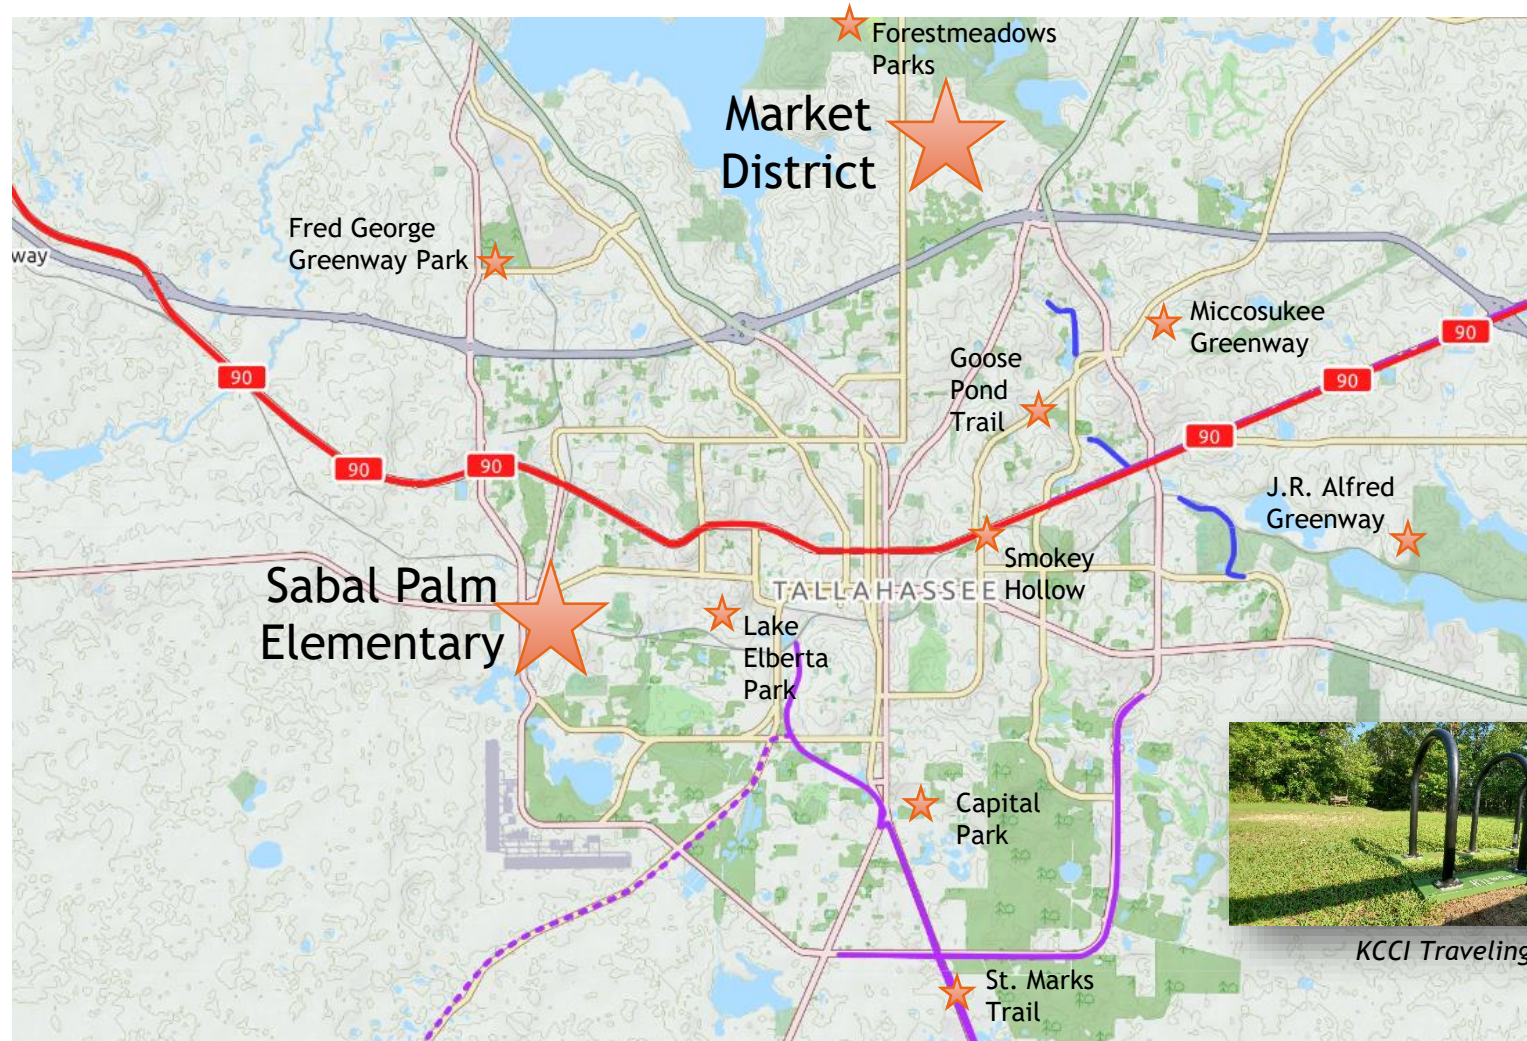 Forestmeadows
Parks
Market
District
Fred George
Greenway Park
way
Miccosukee
Greenway
90
Goose
Pond
Trail
90
90
90
90
90
J.R. Alfred
Greenway
Smokey
Hollow
TALLAHASSEE
Sabal Palm
Elementary
Lake
Elberta
Park
Capital
Park
KCCI Traveling
St. Marks
Trail